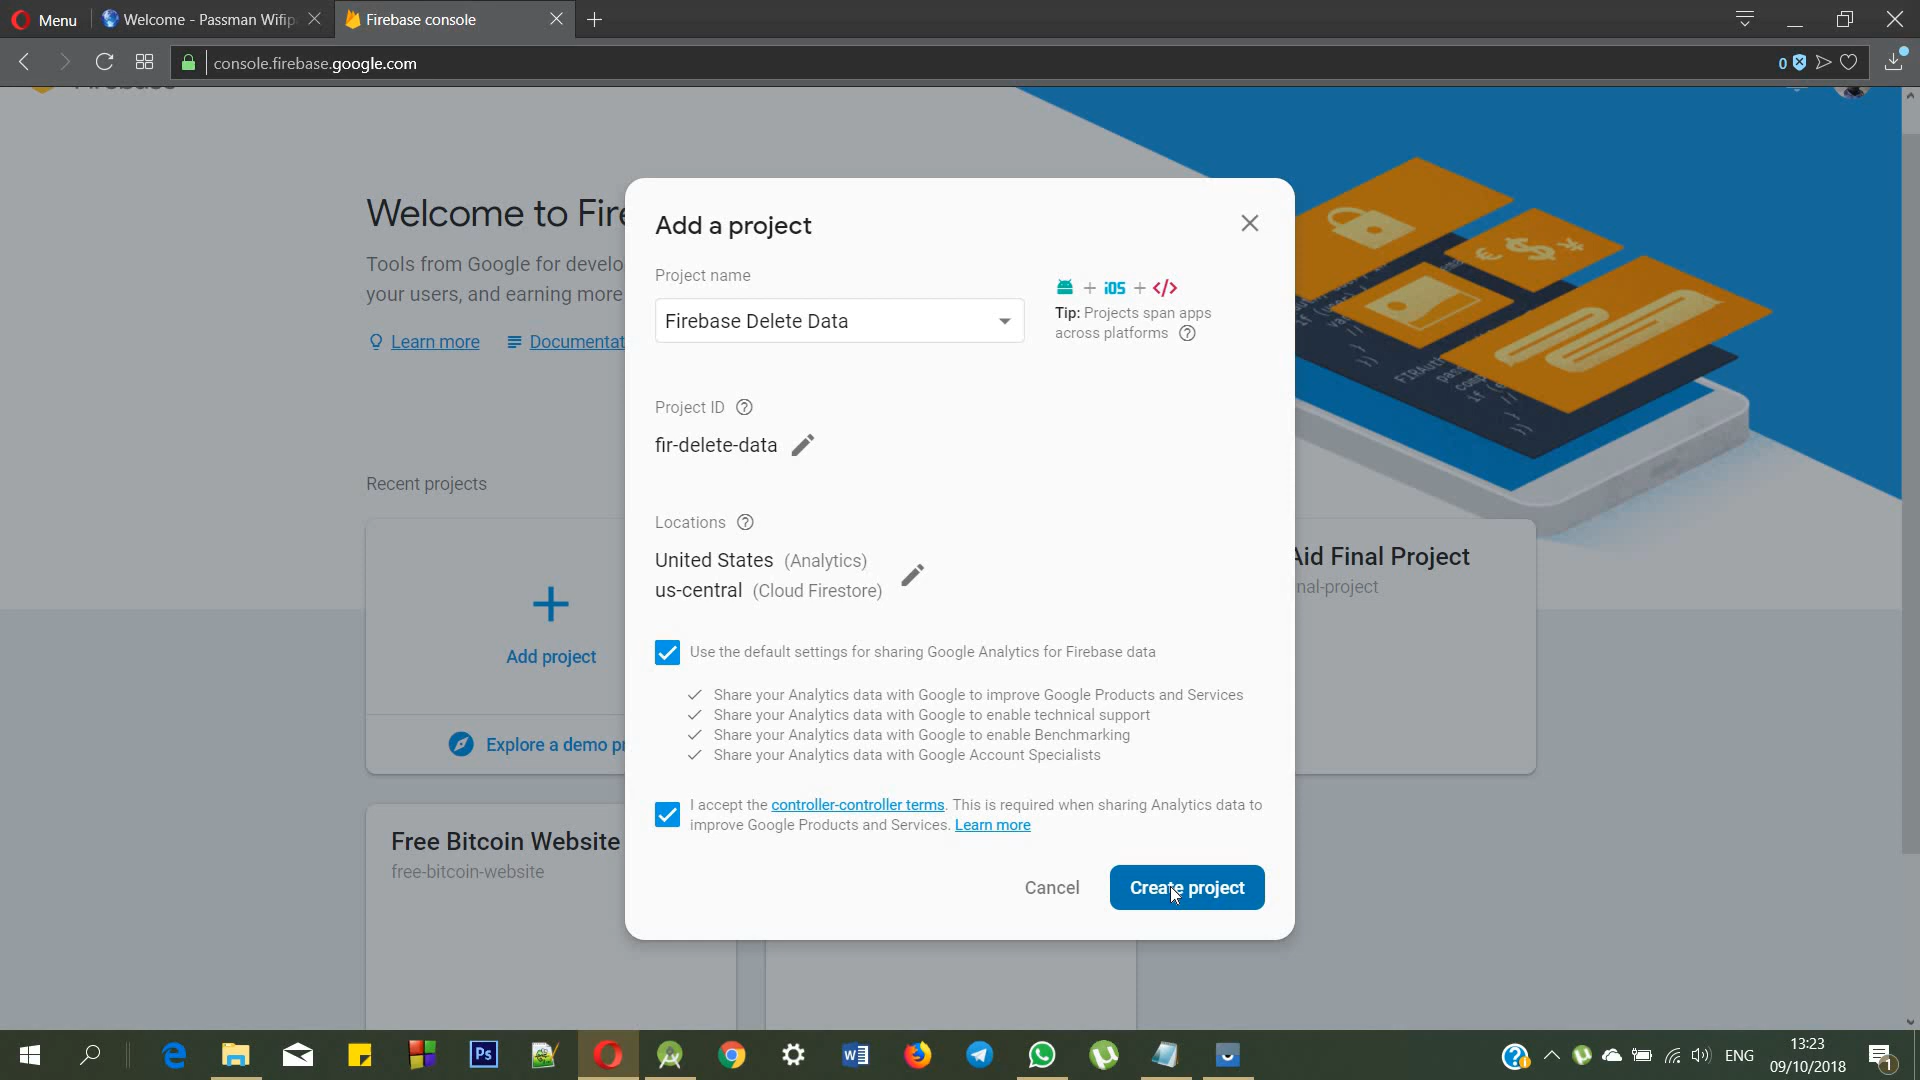 Menu
Welcome - Passman Wifip
Firebase console
console.firebase.google.com
0
Welcome to Fire
Tools from Google for develo
your users, and earning more
Learn more
Documentat
Recent projects
Add project
Explore a demo pr
Aid Final Project
nal-project
Free Bitcoin Website
free-bitcoin-website
Add a project
Project name
Firebase Delete Data
+ iOS + </>
Tip: Projects span apps
across platforms
Project ID
fir-delete-data
Locations
United States (Analytics)
us-central (Cloud Firestore)
Use the default settings for sharing Google Analytics for Firebase data
Share your Analytics data with Google to improve Google Products and Services
Share your Analytics data with Google to enable technical support
Share your Analytics data with Google to enable Benchmarking
Share your Analytics data with Google Account Specialists
I accept the controller-controller terms. This is required when sharing Analytics data to
improve Google Products and Services. Learn more
Cancel
Create project
Ps
ENG
13:23
09/10/2018
1